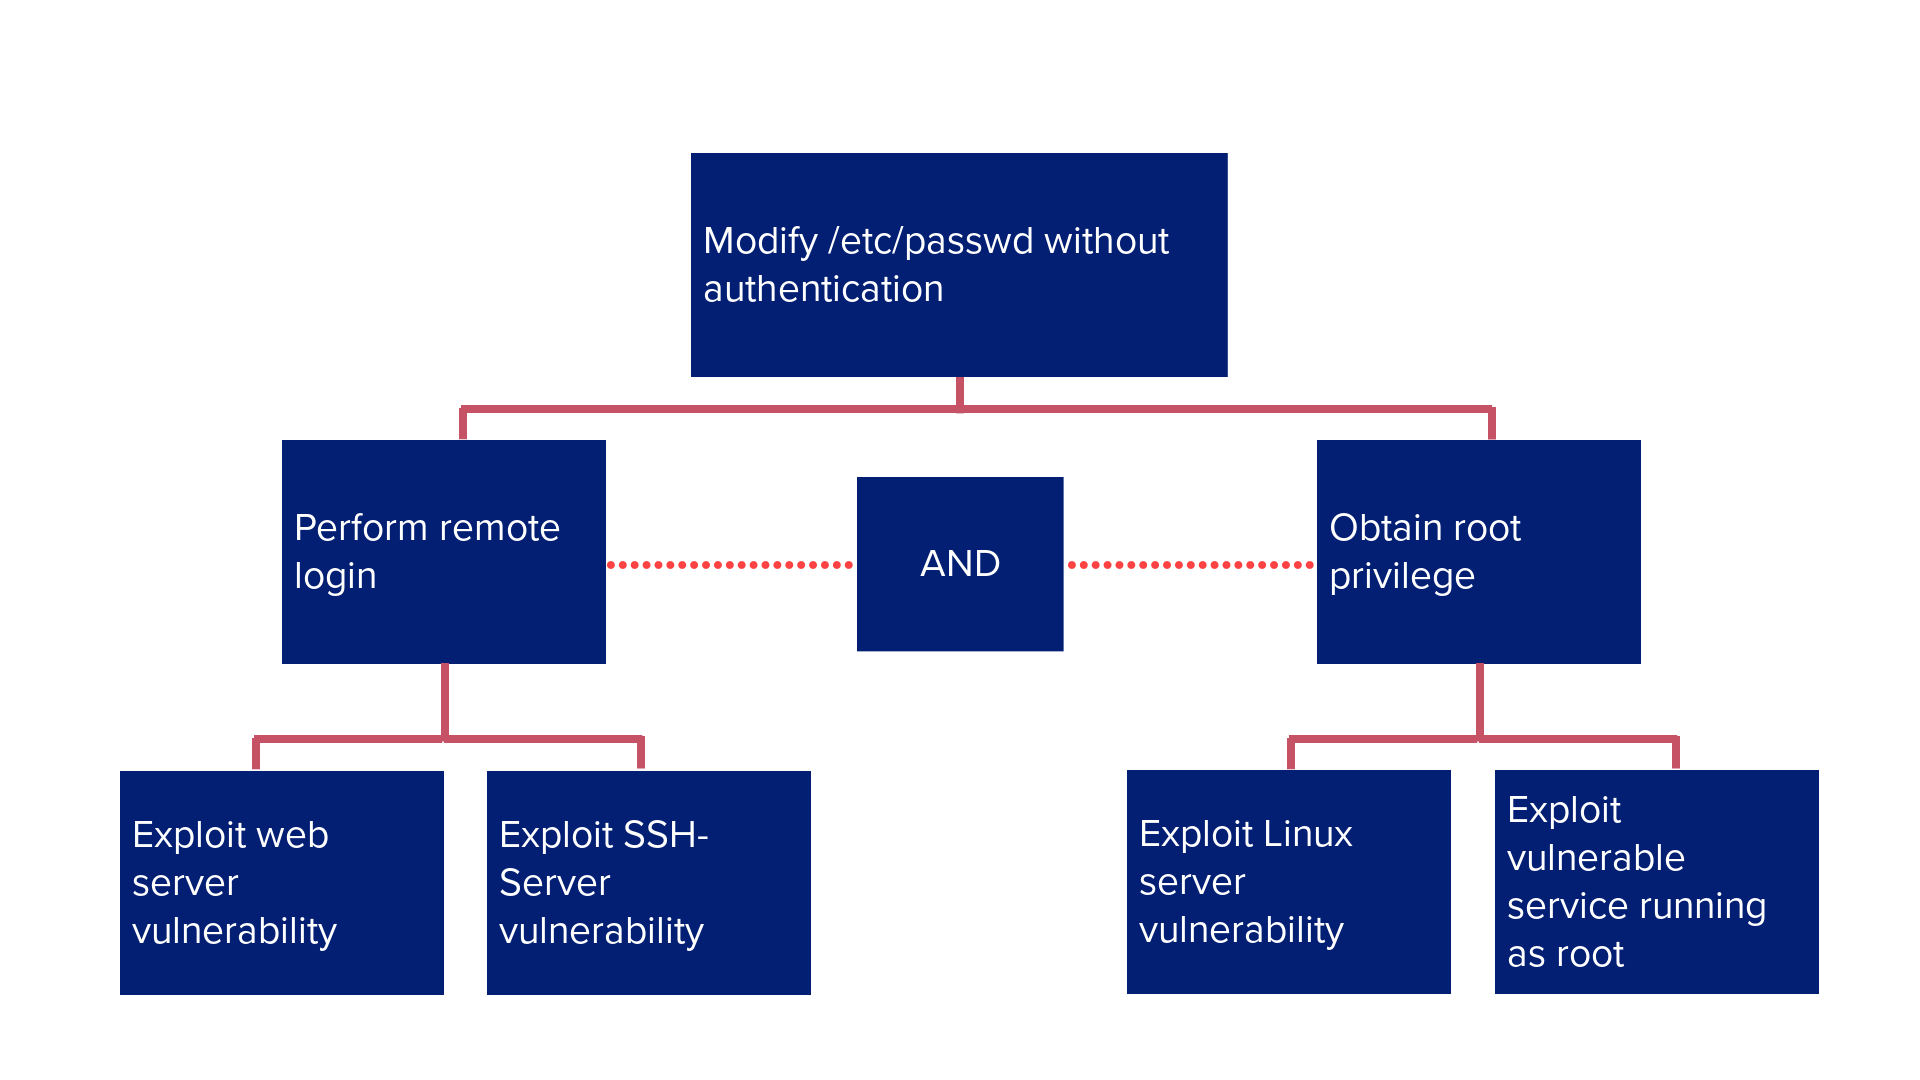 Modify /etc/passwd without
authentication
Perform remote
login
AND
Obtain root
privilege
Exploit web
server
vulnerability
Exploit SSH-
Server
vulnerability
Exploit Linux
server
vulnerability
Exploit
vulnerable
service running
as root